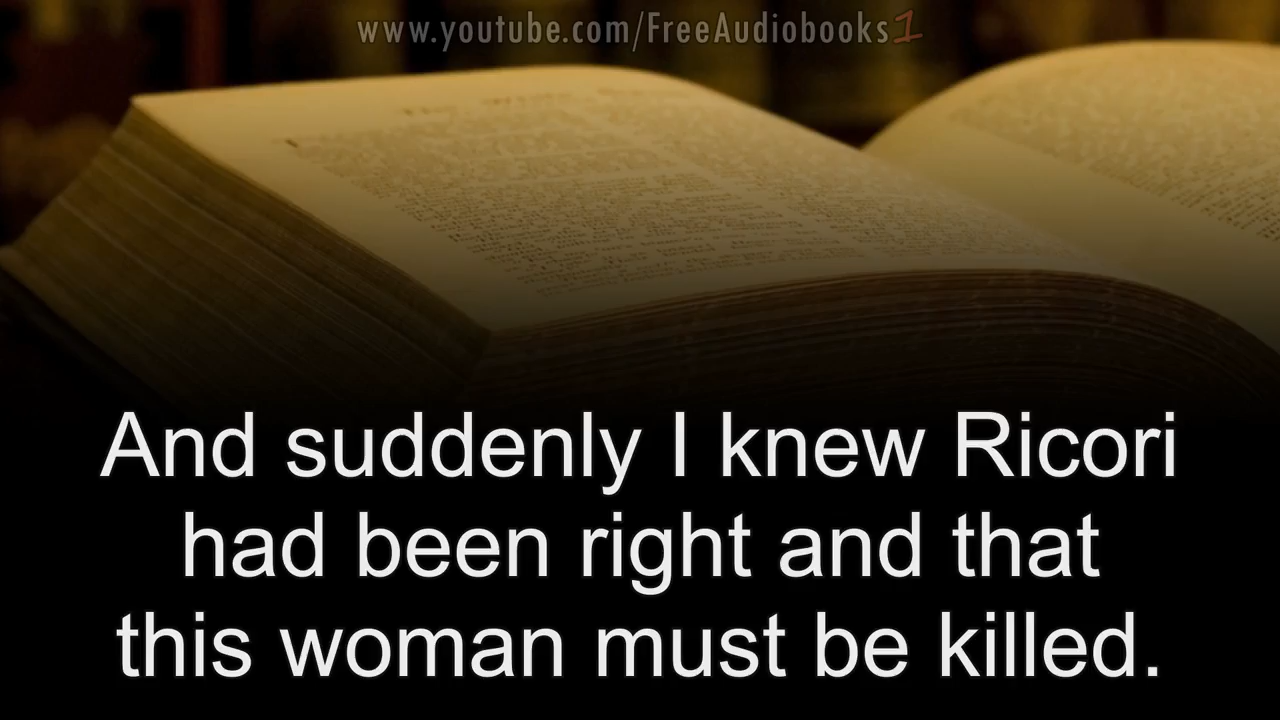 www.youtube.com/FreeAudiobooks1
And suddenly I knew Ricori
had been right and that
this woman must be killed.